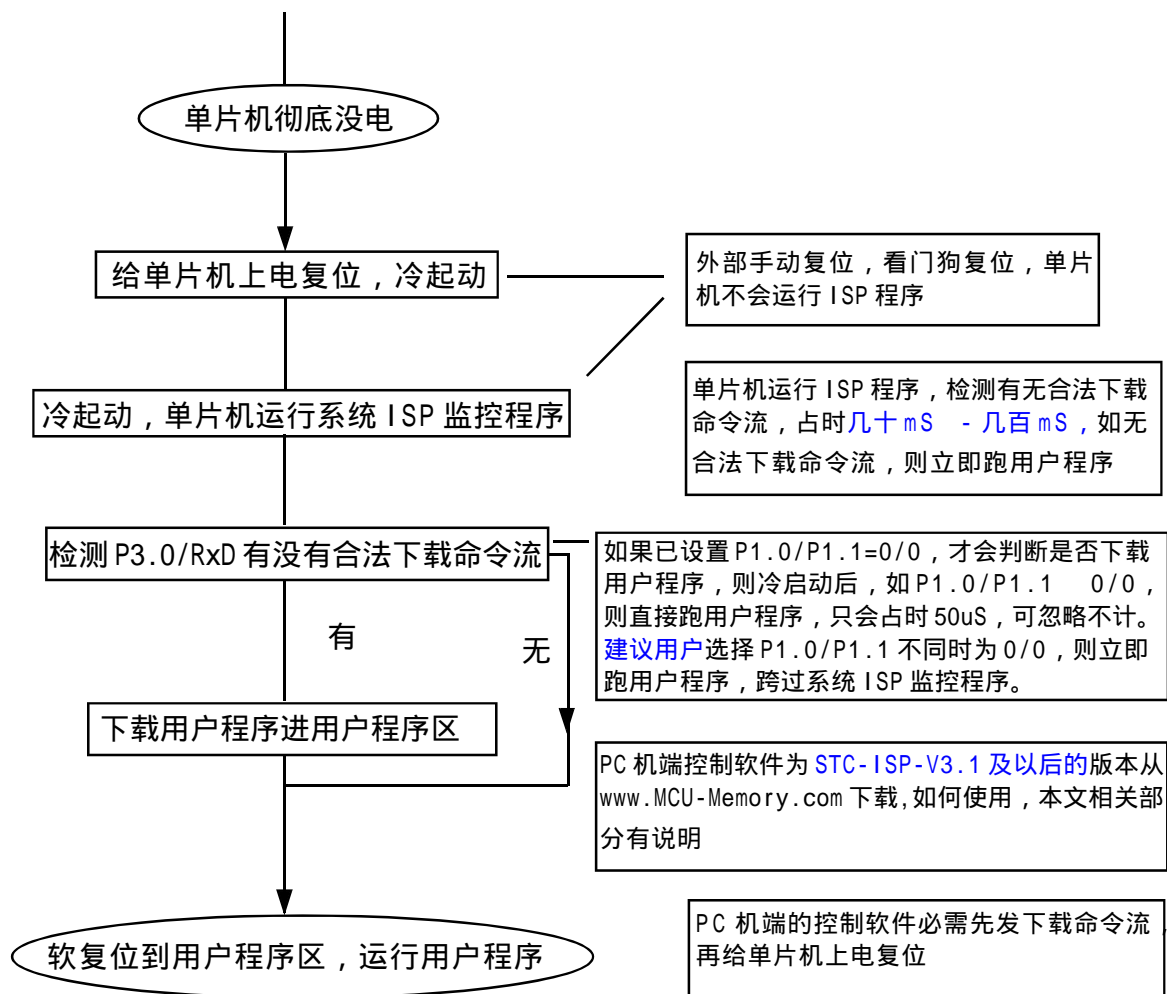 单片机彻底没电
给单片机上电复位，冷起动
外部手动复位，看门狗复位，单片
机不会运行 ISP 程序
冷起动，单片机运行系统 ISP 监控程序
单片机运行 ISP 程序，检测有无合法下载
命令流，占时几十 mS - 几百 mS，如无
合法下载命令流，则立即跑用户程序
检测 P3.0/RxD 有没有合法下载命令流
如果已设置 P1.0/P1.1=0/0，才会判断是否下载
用户程序，则冷启动后，如 P1.0/P1.1 0/0，
则直接跑用户程序，只会占时 50uS，可忽略不计。
建议用户选择 P1.0/P1.1 不同时为 0/0，则立即
跑用户程序，跨过系统 ISP 监控程序。
有
无
下载用户程序进用户程序区
PC 机端控制软件为 STC-ISP-V3.1 及以后的版本从
www.MCU-Memory.com 下载,如何使用，本文相关部
分有说明
软复位到用户程序区，运行用户程序
PC 机端的控制软件必需先发下载命令流，
再给单片机上电复位